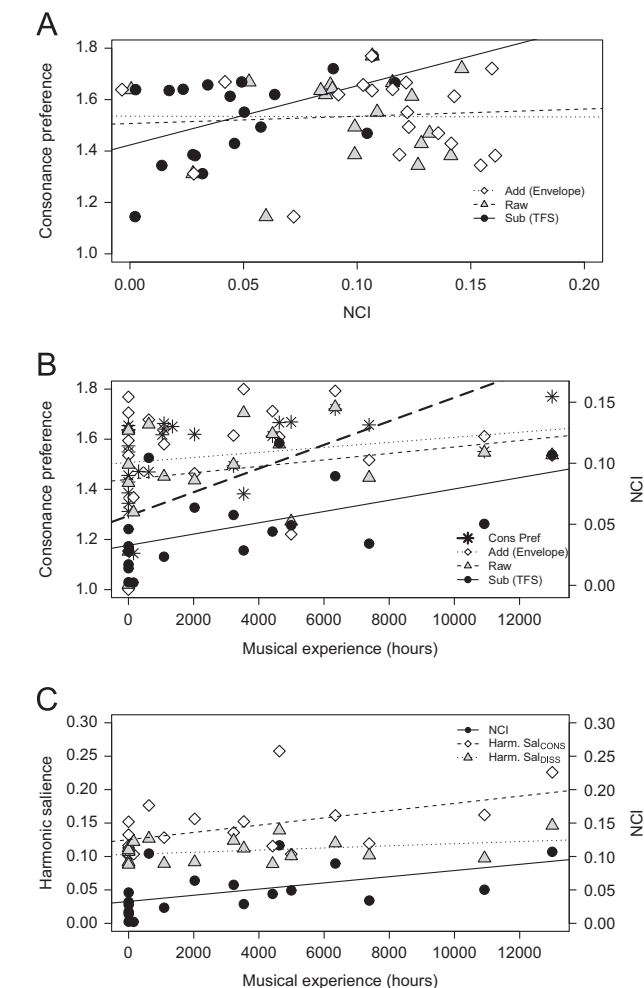 A
1.8
1.6
1.4
1.2
1.0
Consonance preference
0.00 0.05 0.10 0.15 0.20
NCI
Add (Envelope)
Raw
Sub (TFS)
B
1.8
1.6
1.4
1.2
1.0
Consonance preference
0.15
0.10
0.05
0.00
NCI
Cons Pref
Add (Envelope)
Raw
Sub (TFS)
0 2000 4000 6000 8000 10000 12000
Musical experience (hours)
C
0.30
0.25
0.20
0.15
0.10
0.05
0.00
Harmonic salience
0.30
0.20
0.20
0.15
0.10
0.05
0.00
NCI
NCI
Harm. SalCONS
Harm. SalDISS
0 2000 4000 6000 8000 10000 12000
Musical experience (hours)